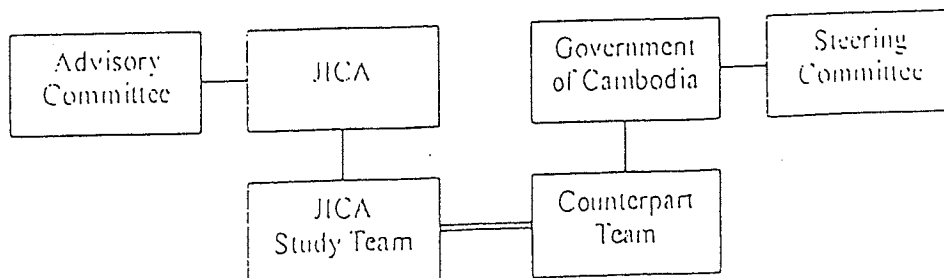 Advisory
Committee
JICA
Government
of Cambodia
Steering
Committee
JICA
Study Team
Counterpart
Team